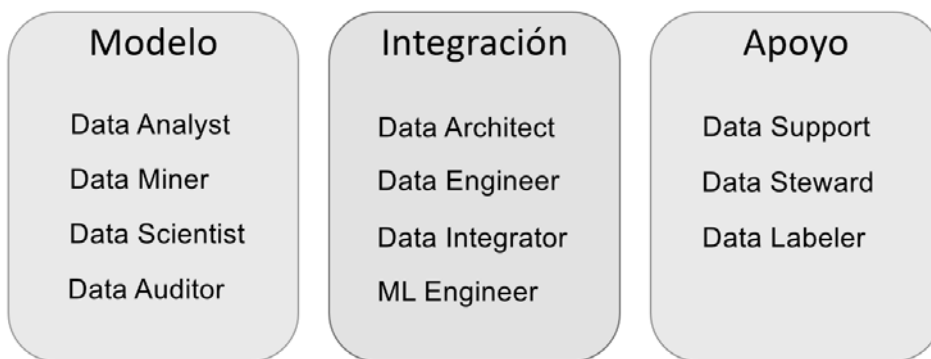 Modelo
Data Analyst
Data Miner
Data Scientist
Data Auditor
Integración
Data Architect
Data Engineer
Data Integrator
ML Engineer
Apoyo
Data Support
Data Steward
Data Labeler